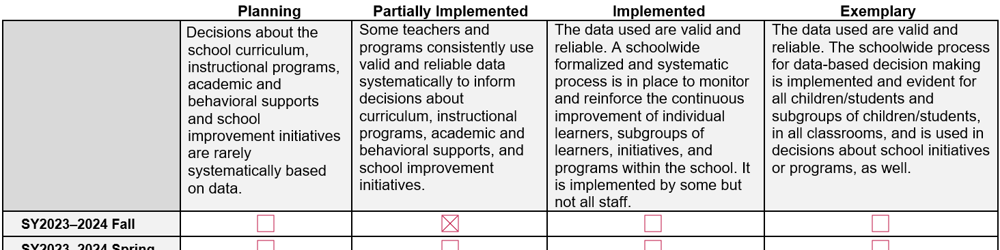 Planning Partially Implemented Implemented Exemplary
Decisions about the
school curriculum,
instructional programs,
academic and
behavioral supports
and school
improvement initiatives
are rarely
systematically based
on data.
Some teachers and
programs consistently use
valid and reliable data
systematically to inform
decisions about
curriculum, instructional
programs, academic and
behavioral supports, and
school improvement
initiatives.
The data used are valid and
reliable. A schoolwide
formalized and systematic
process is in place to monitor
and reinforce the continuous
improvement of individual
learners, subgroups of
learners, initiatives, and
programs within the school. It
is implemented by some but
not all staff.
The data used are valid and
reliable. The schoolwide process
for data-based decision making
is implemented and evident for
all children/students and
subgroups of children/students,
in all classrooms, and is used in
decisions about school initiatives
or programs, as well.
SY2023–2024 Fall
SY2023–2024 Spring